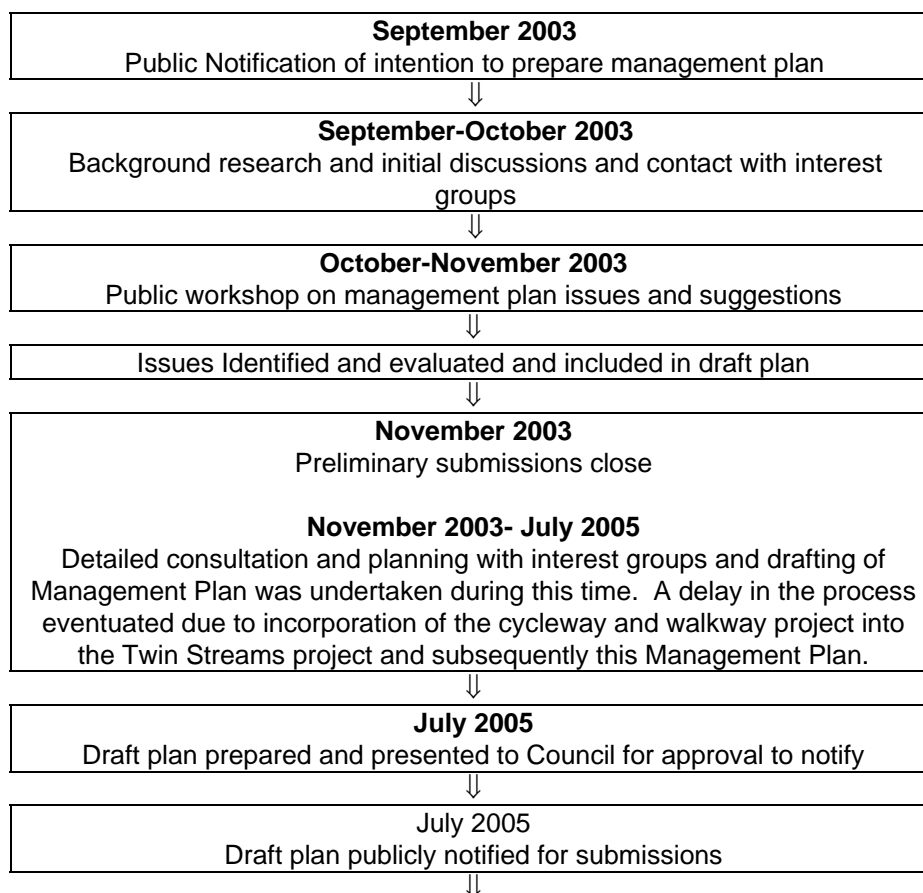 September 2003
Public Notification of intention to prepare management plan
⇓
September-October 2003
Background research and initial discussions and contact with interest
groups
⇓
October-November 2003
Public workshop on management plan issues and suggestions
⇓
Issues Identified and evaluated and included in draft plan
⇓
November 2003
Preliminary submissions close
November 2003- July 2005
Detailed consultation and planning with interest groups and drafting of
Management Plan was undertaken during this time.  A delay in the process
eventuated due to incorporation of the cycleway and walkway project into
the Twin Streams project and subsequently this Management Plan.
⇓
July 2005
Draft plan prepared and presented to Council for approval to notify
⇓
July 2005
Draft plan publicly notified for submissions
⇓